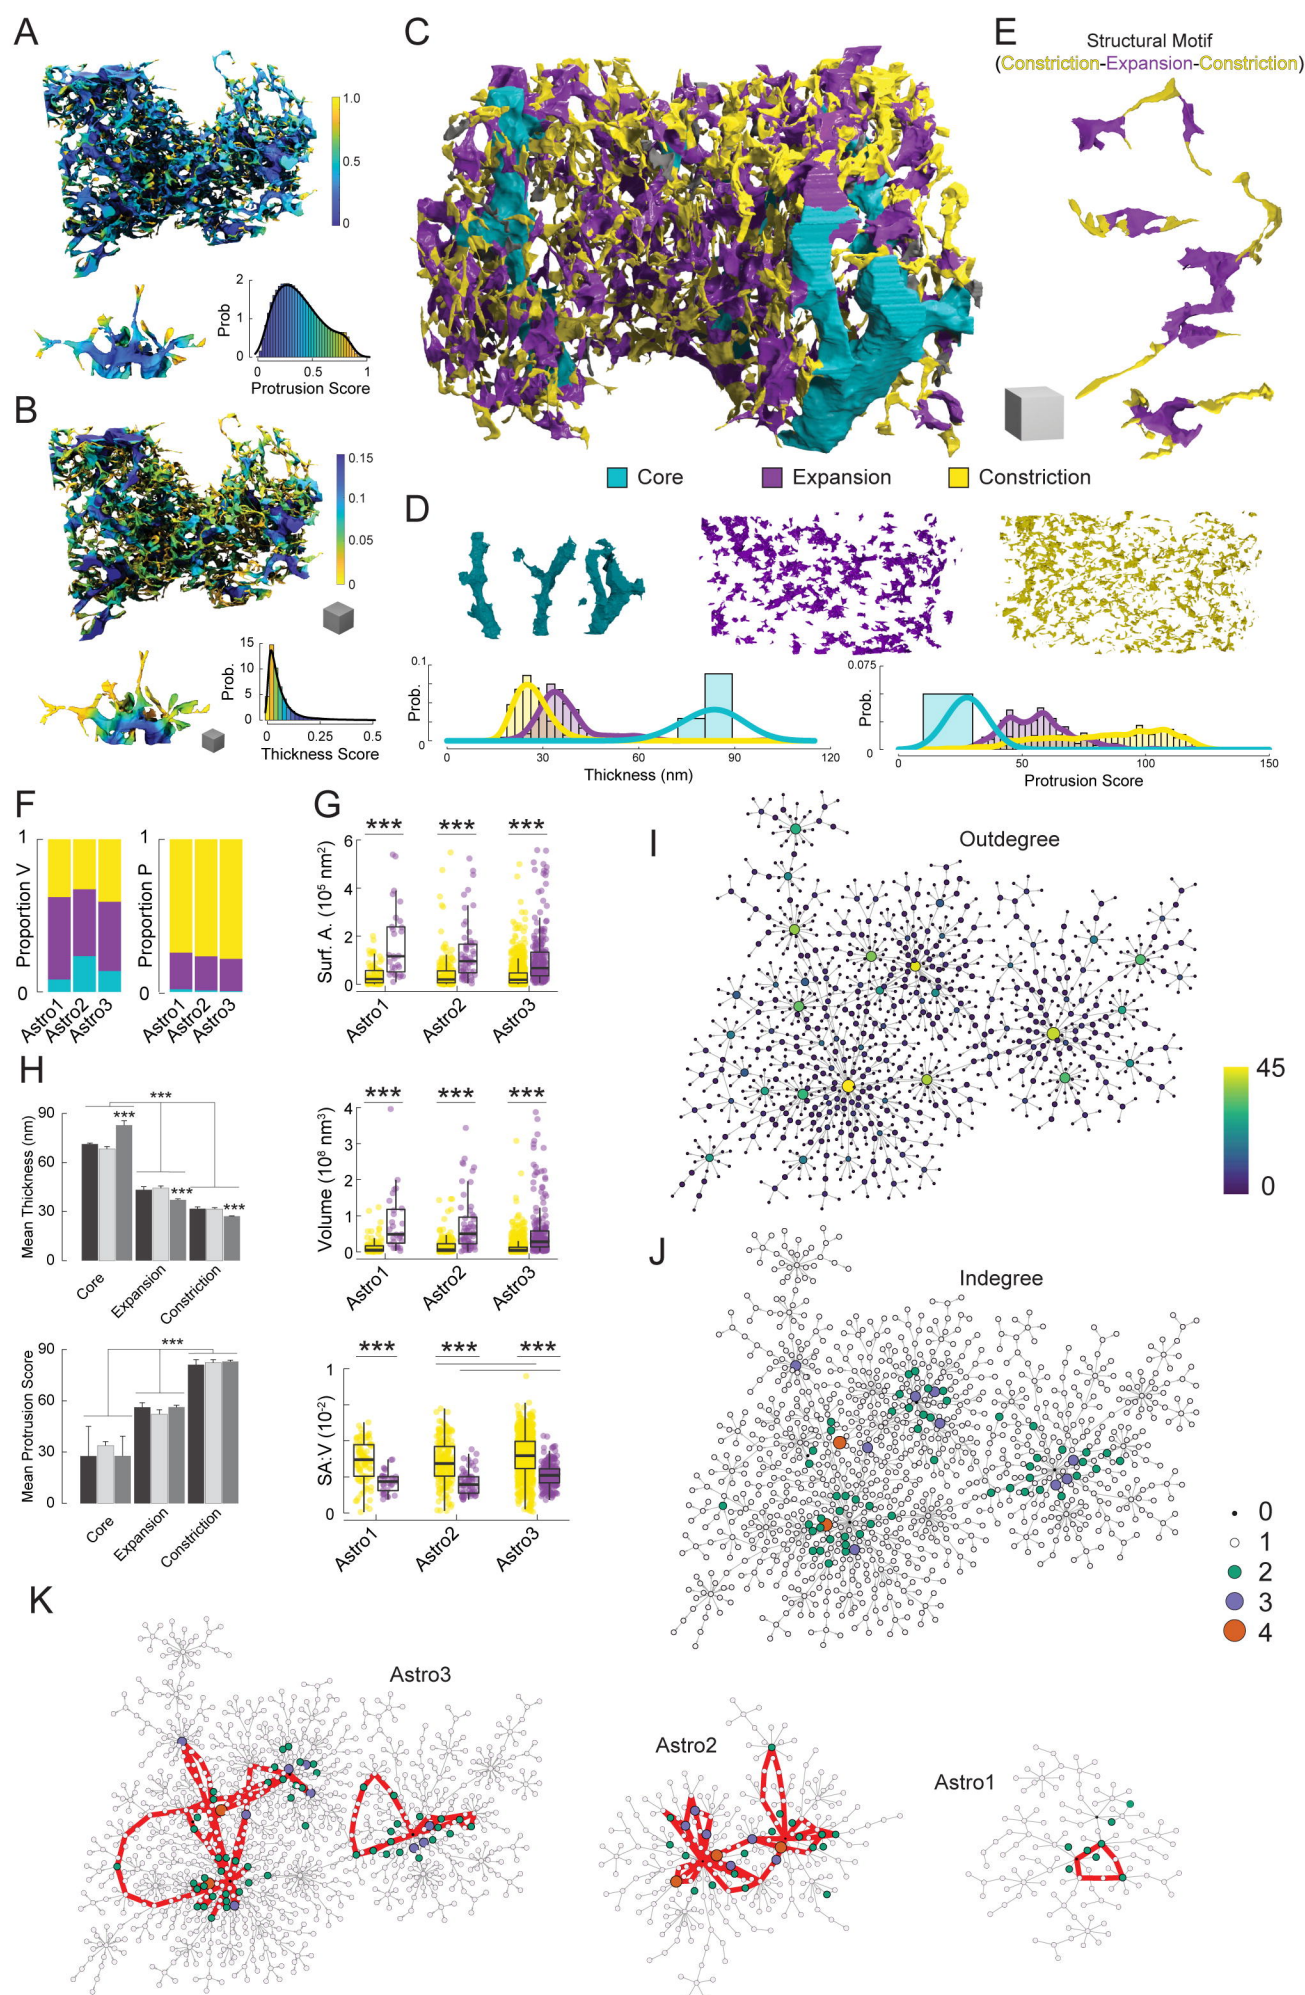 A
1.0
0.5
0
2
1
0
Prob
0
0.5
1
Protrusion Score
B
0.15
0.1
0.05
0
15
10
5
0
Prob.
0
0.25
0.5
Thickness Score
C
Core
Expansion
Constriction
D
0.1
Prob.
0
0
30
60
90
120
Thickness (nm)
0.075
Prob.
0
0
50
100
150
Protrusion Score
E
Structural Motif
(Constriction-Expansion-Constriction)
F
1
Proportion V
0
Astro1
Astro2
Astro3
1
Proportion P
0
Astro1
Astro2
Astro3
G
*** *** ***
6
4
2
0
Surf. A. (10⁵ nm²)
Astro1
Astro2
Astro3
*** *** ***
4
3
2
1
0
Volume (10⁸ nm³)
Astro1
Astro2
Astro3
*** *** ***
1
0
SA:V (10⁻²)
Astro1
Astro2
Astro3
H
***
***
***
***
90
60
30
0
Mean Thickness (nm)
Core
Expansion
Constriction
***
90
60
30
0
Mean Protrusion Score
Core
Expansion
Constriction
I
Outdegree
45
0
J
Indegree
0
1
2
3
4
K
Astro3
Astro2
Astro1